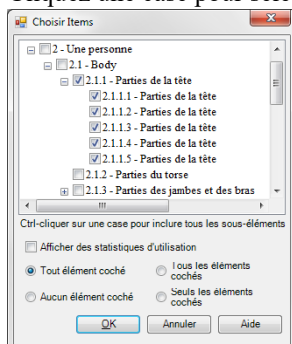 Choisir Items
2 - Une personne
2.1 - Body
2.1.1 - Parties de la tête
2.1.1.1 - Parties de la tête
2.1.1.2 - Parties de la tête
2.1.1.3 - Parties de la tête
2.1.1.4 - Parties de la tête
2.1.1.5 - Parties de la tête
2.1.2 - Parties du torse
2.1.3 - Parties des jambes et des bras
Ctrl-cliquer sur une case pour inclure tous les sous-éléments
Afficher des statistiques d'utilisation
Tout élément coché
Tous les éléments cochés
Aucun élément coché
Seuls les éléments cochés
OK Annuler Aide